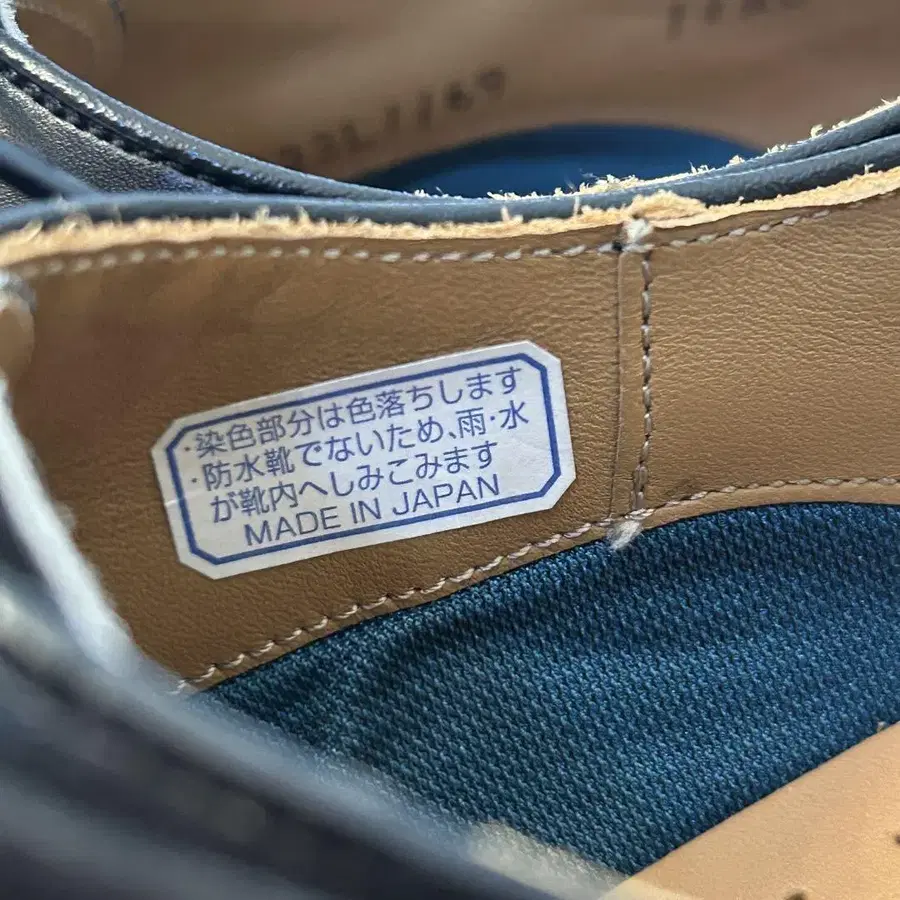 ・染色部分は色落ちします
・防水靴でないため、雨・水
が靴内へしみこみます
MADE IN JAPAN